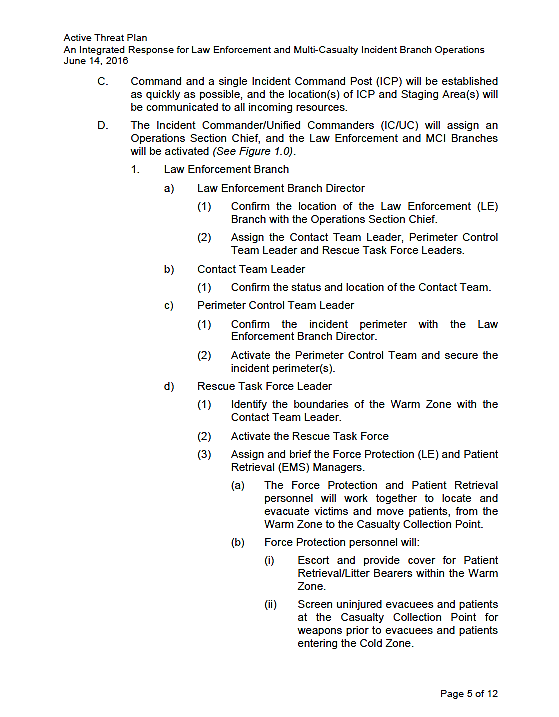 Active Threat Plan
An Integrated Response for Law Enforcement and Multi-Casualty Incident Branch Operations
June 14, 2016
C. Command and a single Incident Command Post (ICP) will be established
as quickly as possible, and the location(s) of ICP and Staging Area(s) will
be communicated to all incoming resources.
D. The Incident Commander/Unified Commanders (IC/UC) will assign an
Operations Section Chief, and the Law Enforcement and MCI Branches
will be activated (See Figure 1.0).
1. Law Enforcement Branch
a) Law Enforcement Branch Director
(1) Confirm the location of the Law Enforcement (LE)
Branch with the Operations Section Chief.
(2) Assign the Contact Team Leader, Perimeter Control
Team Leader and Rescue Task Force Leaders.
b) Contact Team Leader
(1) Confirm the status and location of the Contact Team.
c) Perimeter Control Team Leader
(1) Confirm the incident perimeter with the Law
Enforcement Branch Director.
(2) Activate the Perimeter Control Team and secure the
incident perimeter(s).
d) Rescue Task Force Leader
(1) Identify the boundaries of the Warm Zone with the
Contact Team Leader.
(2) Activate the Rescue Task Force
(3) Assign and brief the Force Protection (LE) and Patient
Retrieval (EMS) Managers.
(a) The Force Protection and Patient Retrieval
personnel will work together to locate and
evacuate victims and move patients, from the
Warm Zone to the Casualty Collection Point.
(b) Force Protection personnel will:
(i) Escort and provide cover for Patient
Retrieval/Litter Bearers within the Warm
Zone.
(ii) Screen uninjured evacuees and patients
at the Casualty Collection Point for
weapons prior to evacuees and patients
entering the Cold Zone.
Page 5 of 12